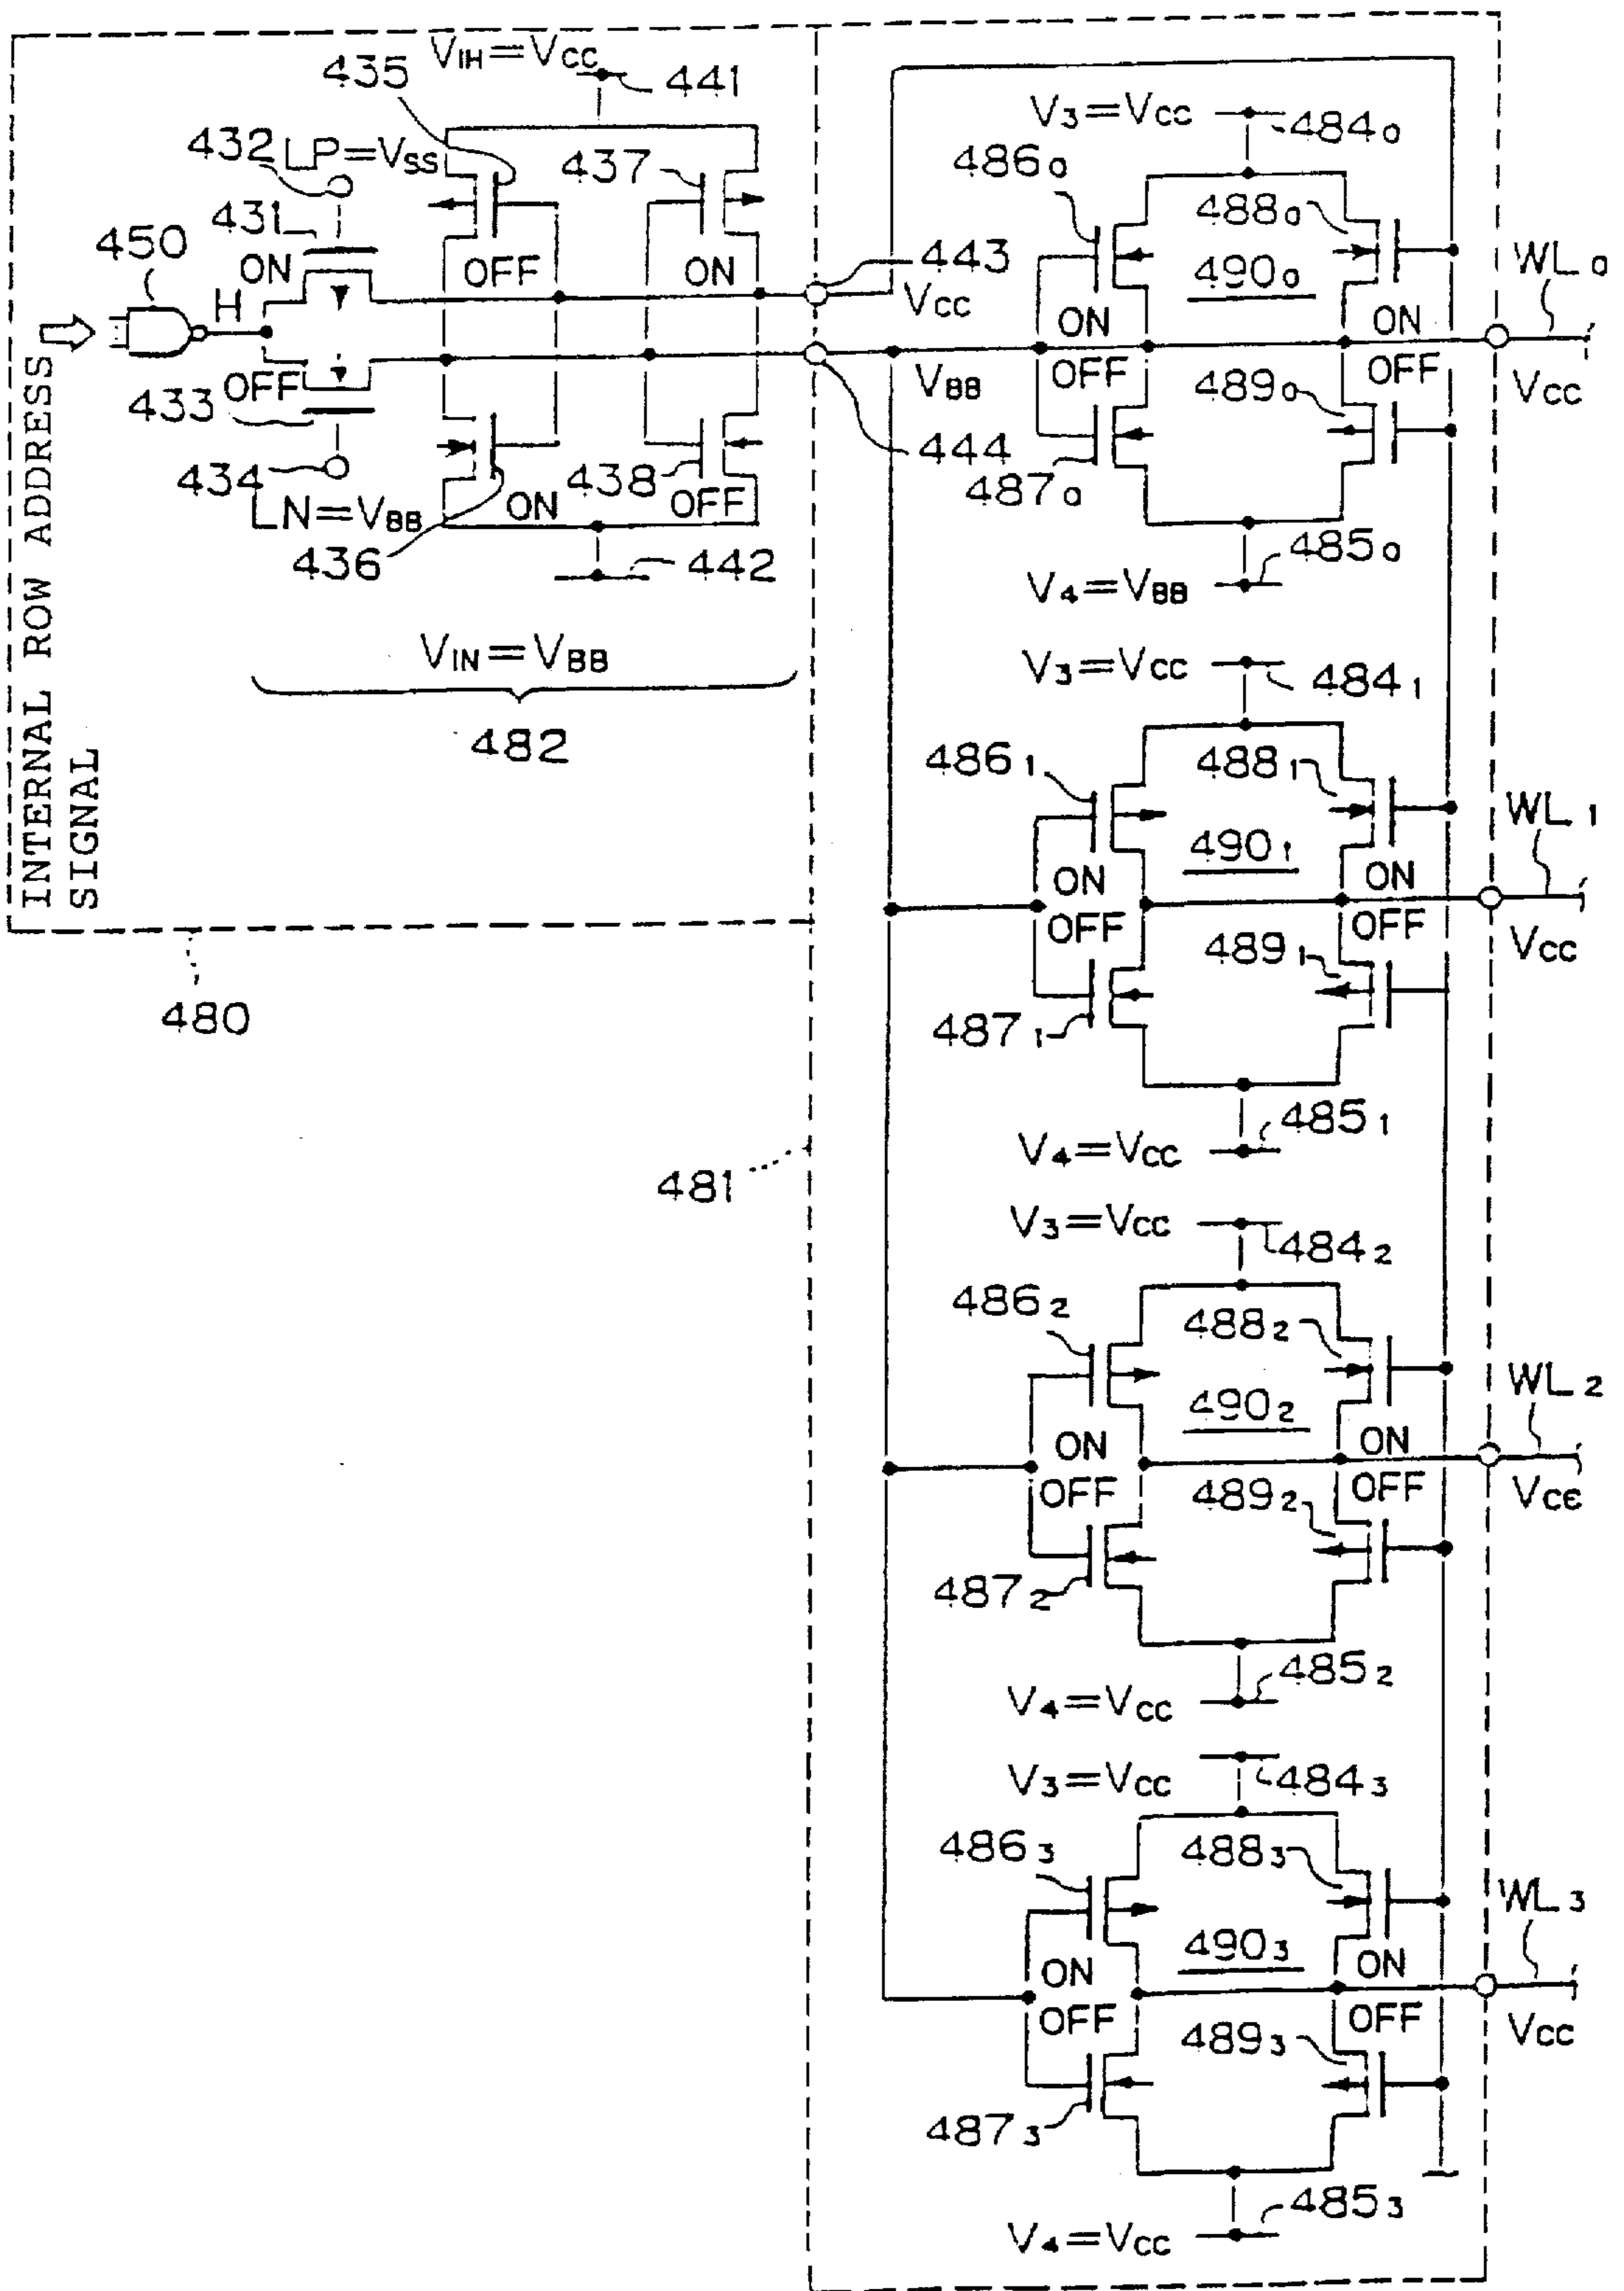 INTERNAL ROW ADDRESS
SIGNAL
VIH=VCC
435
441
432
LP=VSS
437
431
450
ON
H
OFF
ON
443
VCC
OFF
433
VBB
434
LN=VBB
ON
438
OFF
444
436
442
VIN=VBB
482
480
481
V3=VCC
4840
4860
4880
4900
ON
ON
WL0
OFF
OFF
VCC
4890
4870
4850
V4=VBB
V3=VCC
4841
4861
4881
4901
ON
ON
WL1
OFF
OFF
VCC
4891
4871
4851
V4=VCC
V3=VCC
4842
4862
4882
4902
ON
ON
WL2
OFF
OFF
VCC
4892
4872
4852
V4=VCC
V3=VCC
4843
4863
4883
4903
ON
ON
WL3
OFF
OFF
VCC
4893
4873
4853
V4=VCC